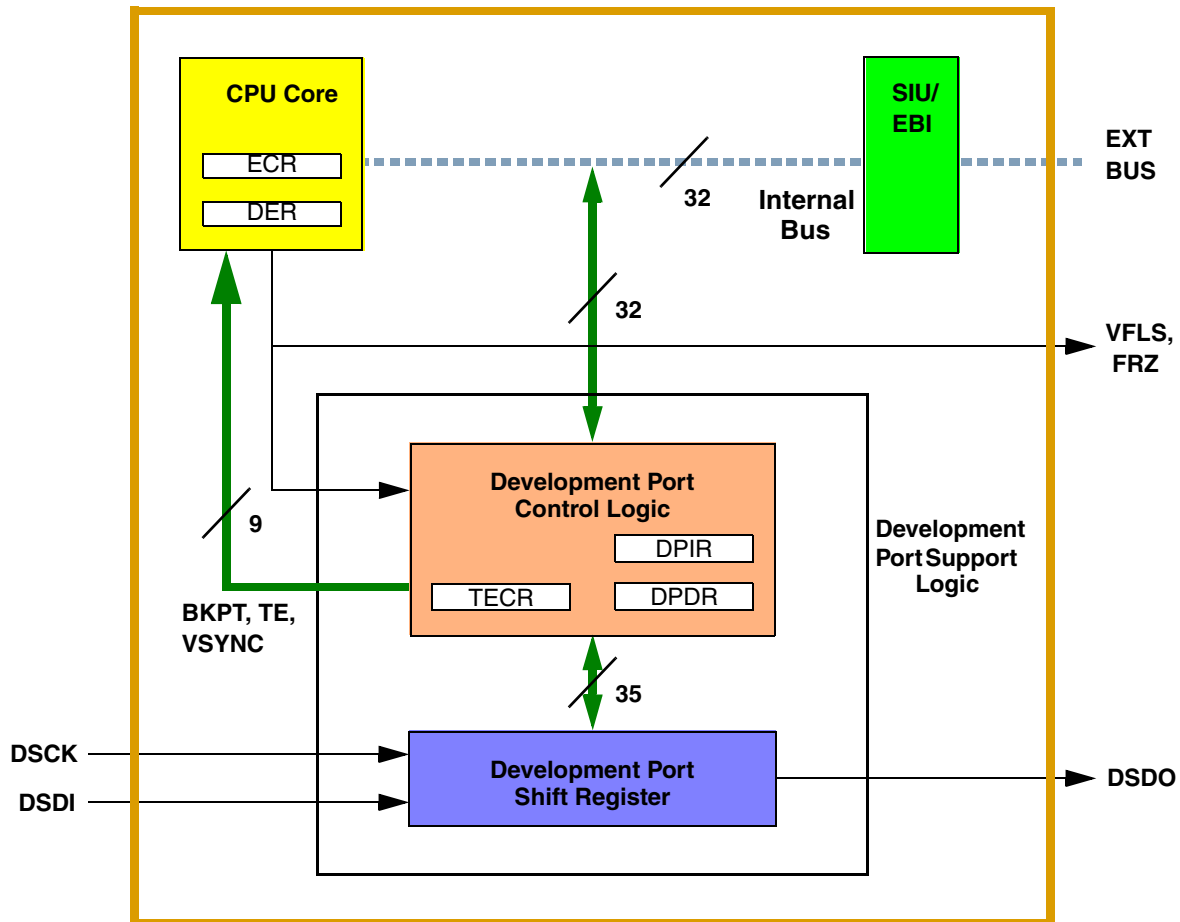 CPU Core
ECR
DER
SIU/
EBI
EXT
BUS
32
Internal
Bus
32
VFLS,
FRZ
Development Port
Control Logic
DPIR
TECR
DPDR
9
BKPT, TE,
VSYNC
Development
Port Support
Logic
35
DSCK
DSDI
Development Port
Shift Register
DSDO